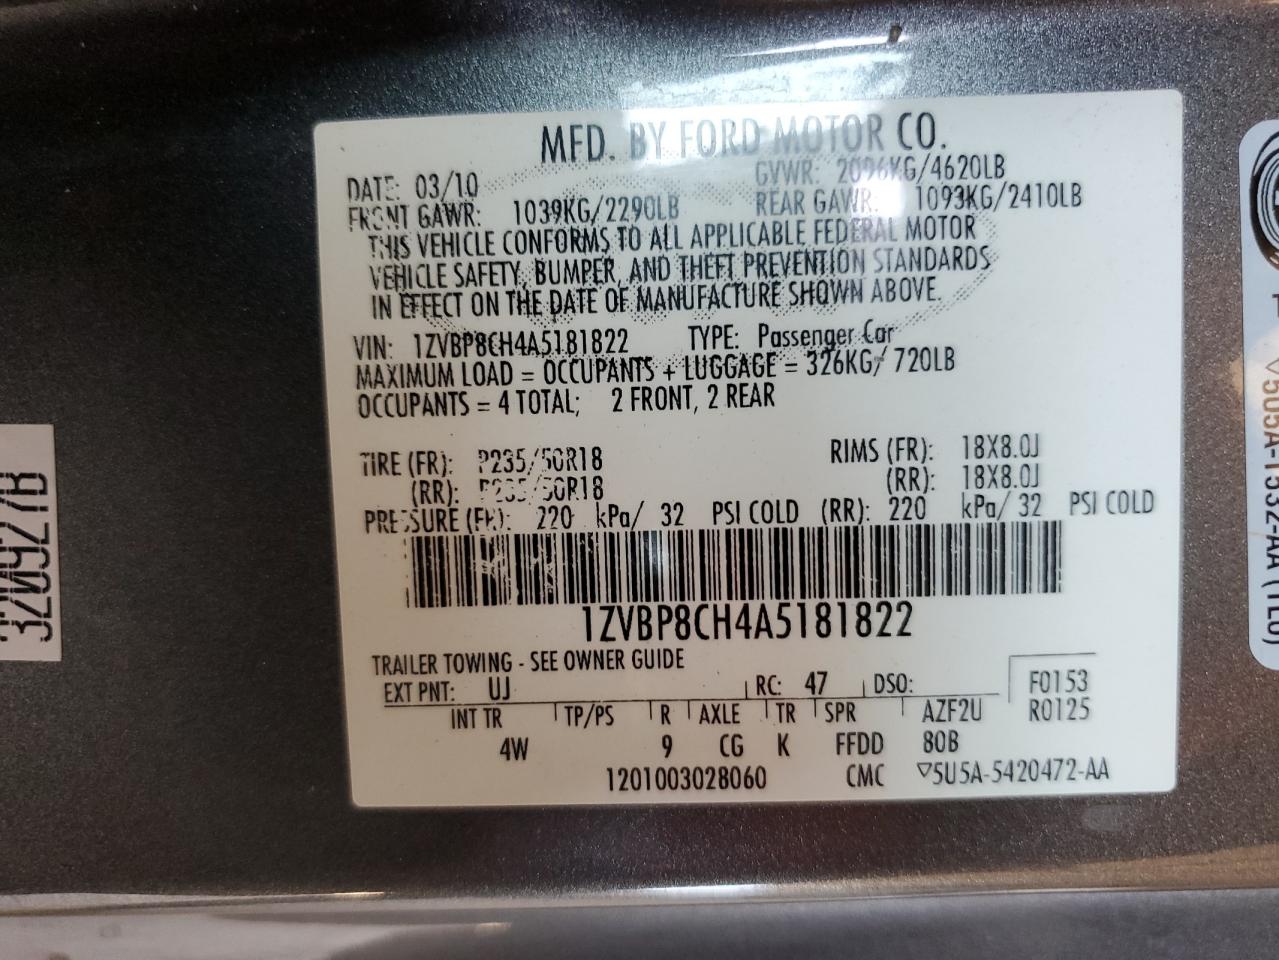 MFD. BY FORD MOTOR CO.
DATE: 03/10 GVWR: 2096KG/4620LB
FRONT GAWR: 1039KG/2290LB REAR GAWR: 1093KG/2410LB
THIS VEHICLE CONFORMS TO ALL APPLICABLE FEDERAL MOTOR
VEHICLE SAFETY, BUMPER, AND THEFT PREVENTION STANDARDS
IN EFFECT ON THE DATE OF MANUFACTURE SHOWN ABOVE.
VIN: 1ZVBP8CH4A5181822 TYPE: Passenger Car
MAXIMUM LOAD = OCCUPANTS + LUGGAGE = 326KG/ 720LB
OCCUPANTS = 4 TOTAL; 2 FRONT, 2 REAR
TIRE (FR): P235/50R18 RIMS (FR): 18X8.0J
(RR): P235/50R18 (RR): 18X8.0J
PRESSURE (FR): 220 kPa/ 32 PSI COLD (RR): 220 kPa/ 32 PSI COLD
1ZVBP8CH4A5181822
TRAILER TOWING - SEE OWNER GUIDE
EXT PNT: UJ RC: 47 DSO: F0153
INT TR TP/PS R AXLE TR SPR AZF2U R0125
4W 9 CG K FFDD 80B
1201003028060 CMC ▽5U5A-5420472-AA
320927B